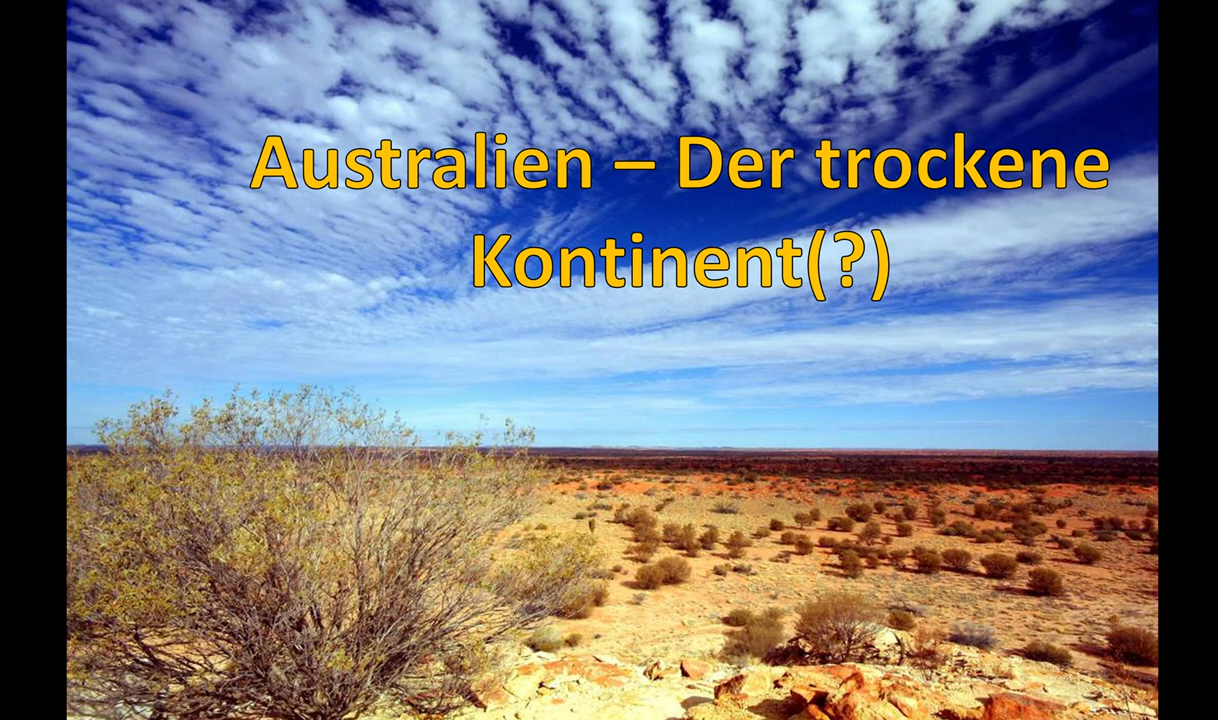 Australien – Der trockene
Kontinent(?)